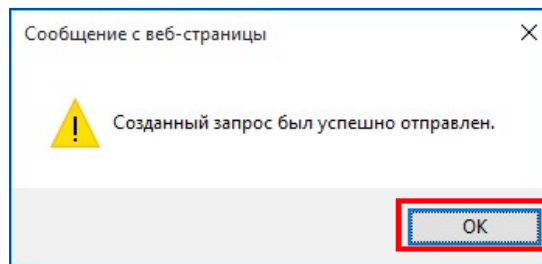 Сообщение с веб-страницы
Созданный запрос был успешно отправлен.
OK